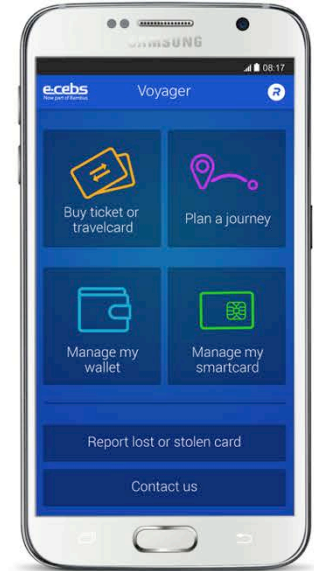 SAMSUNG
08:17
e:cebs
Now part of Rambus
Voyager
R
Buy ticket or
travelcard
Plan a journey
Manage my
wallet
Manage my
smartcard
Report lost or stolen card
Contact us